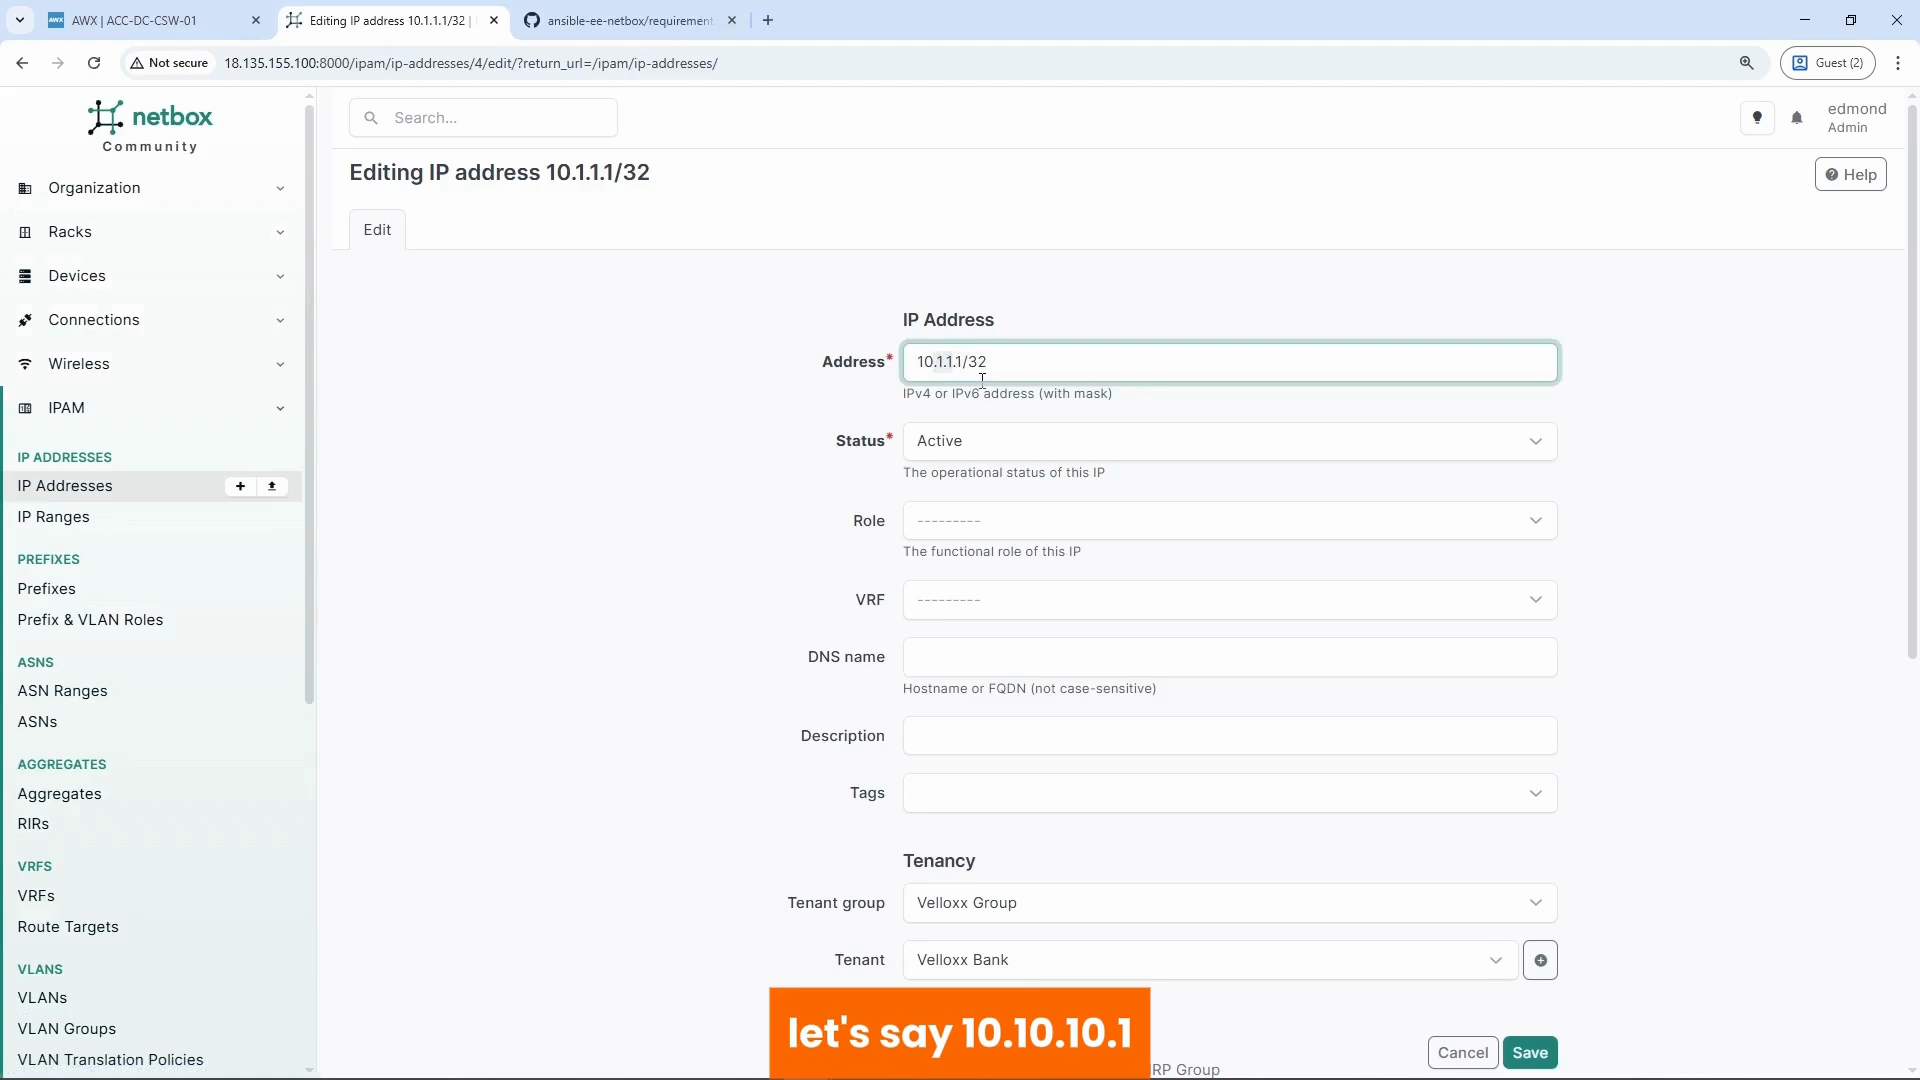 AWX | ACC-DC-CSW-01
Editing IP address 10.1.1.1/32 |
ansible-ee-netbox/requirement
Not secure
18.135.155.100:8000/ipam/ip-addresses/4/edit/?return_url=/ipam/ip-addresses/
Guest (2)
netbox
Community
Search...
edmond
Admin
Editing IP address 10.1.1.1/32
Help
Edit
Organization
Racks
Devices
Connections
Wireless
IPAM
IP ADDRESSES
IP Addresses
IP Ranges
PREFIXES
Prefixes
Prefix & VLAN Roles
ASNS
ASN Ranges
ASNs
AGGREGATES
Aggregates
RIRs
VRFS
VRFs
Route Targets
VLANS
VLANs
VLAN Groups
VLAN Translation Policies
IP Address
Address* 10.1.1.1/32
IPv4 or IPv6 address (with mask)
Status* Active
The operational status of this IP
Role ---------
The functional role of this IP
VRF ---------
DNS name
Hostname or FQDN (not case-sensitive)
Description
Tags
Tenancy
Tenant group Velloxx Group
Tenant Velloxx Bank
let's say 10.10.10.1
Cancel Save
RP Group